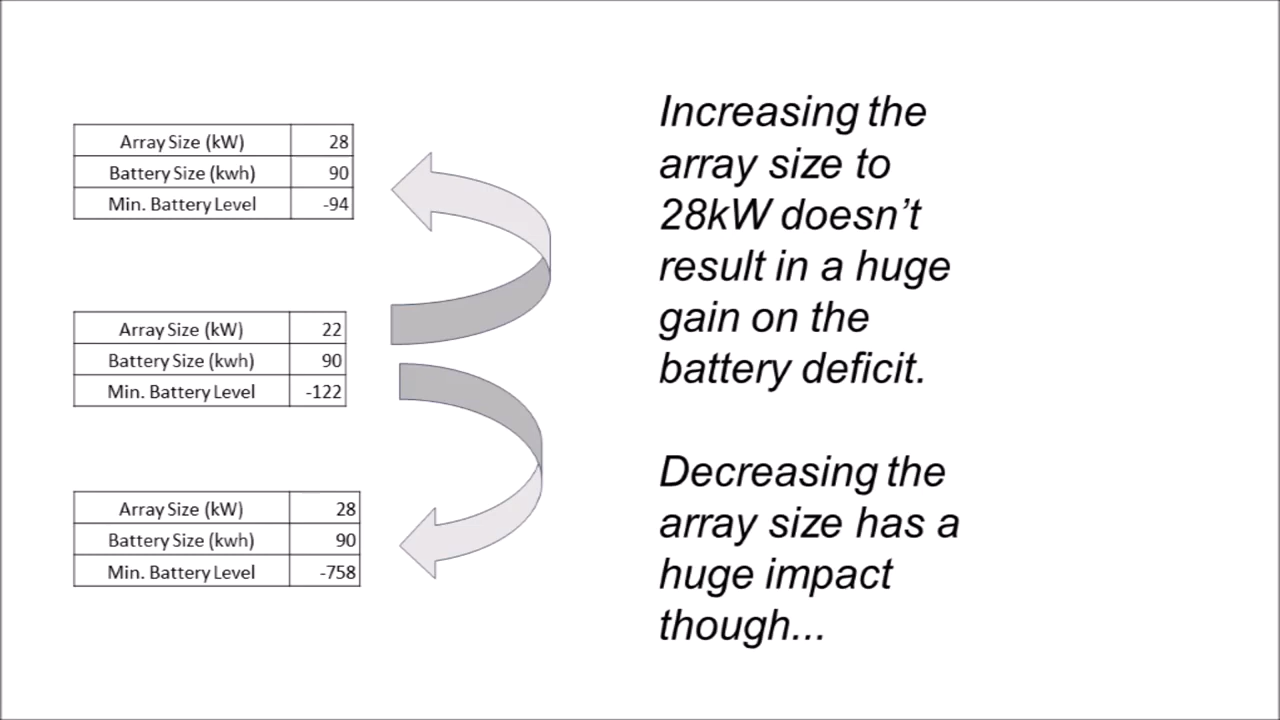 Array Size (kW) 28
Battery Size (kwh) 90
Min. Battery Level -94
Array Size (kW) 22
Battery Size (kwh) 90
Min. Battery Level -122
Array Size (kW) 28
Battery Size (kwh) 90
Min. Battery Level -758
Increasing the
array size to
28kW doesn’t
result in a huge
gain on the
battery deficit.
Decreasing the
array size has a
huge impact
though...